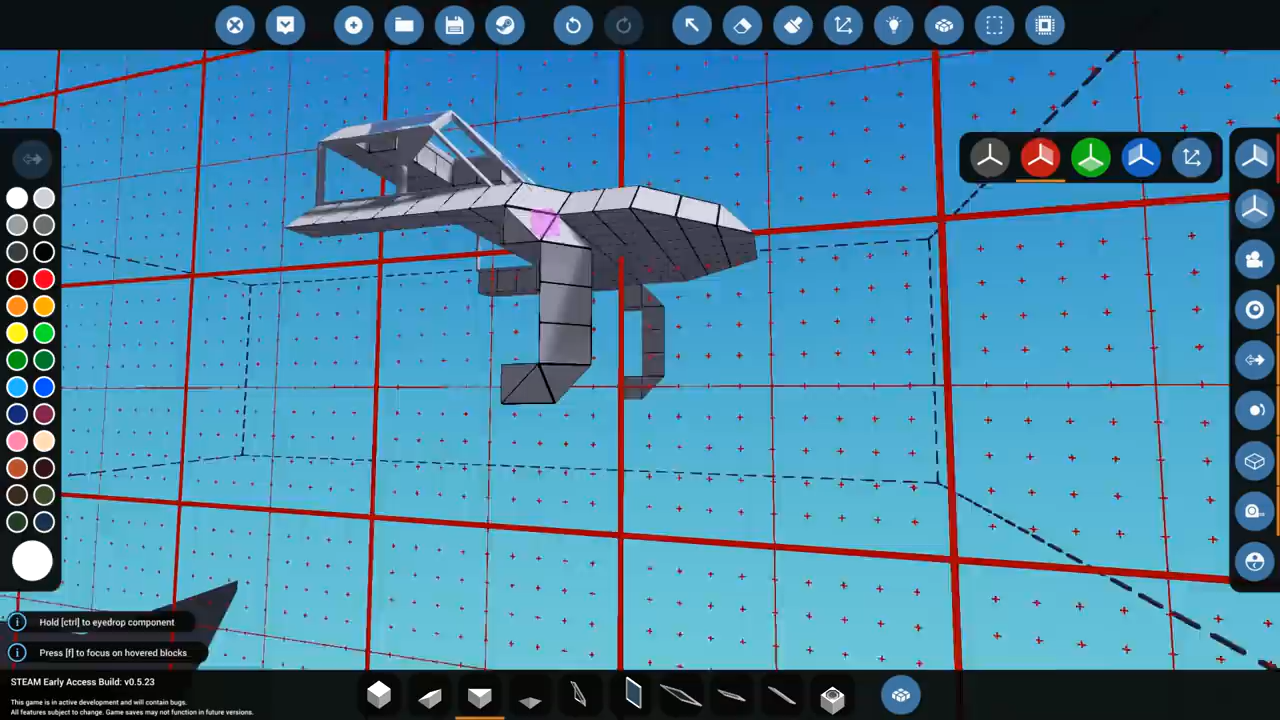 Hold [ctrl] to eyedrop component
Press [f] to focus on hovered blocks
STEAM Early Access Build: v0.5.23
This game is in active development and will contain bugs.
All features subject to change. Game saves may not function in future versions.